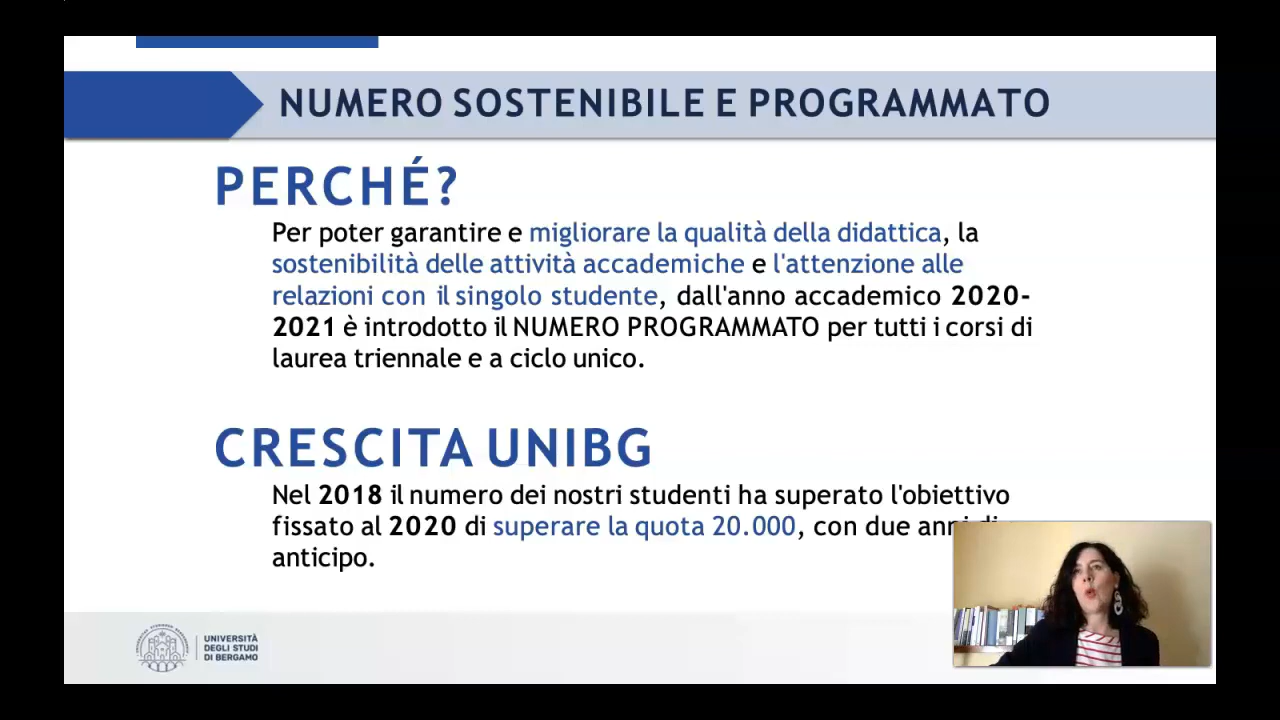 NUMERO SOSTENIBILE E PROGRAMMATO
PERCHÉ?
Per poter garantire e migliorare la qualità della didattica, la
sostenibilità delle attività accademiche e l'attenzione alle
relazioni con il singolo studente, dall'anno accademico 2020-
2021 è introdotto il NUMERO PROGRAMMATO per tutti i corsi di
laurea triennale e a ciclo unico.
CRESCITA UNIBG
Nel 2018 il numero dei nostri studenti ha superato l'obiettivo
fissato al 2020 di superare la quota 20.000, con due anni di
anticipo.
UNIVERSITÀ
DEGLI STUDI
DI BERGAMO